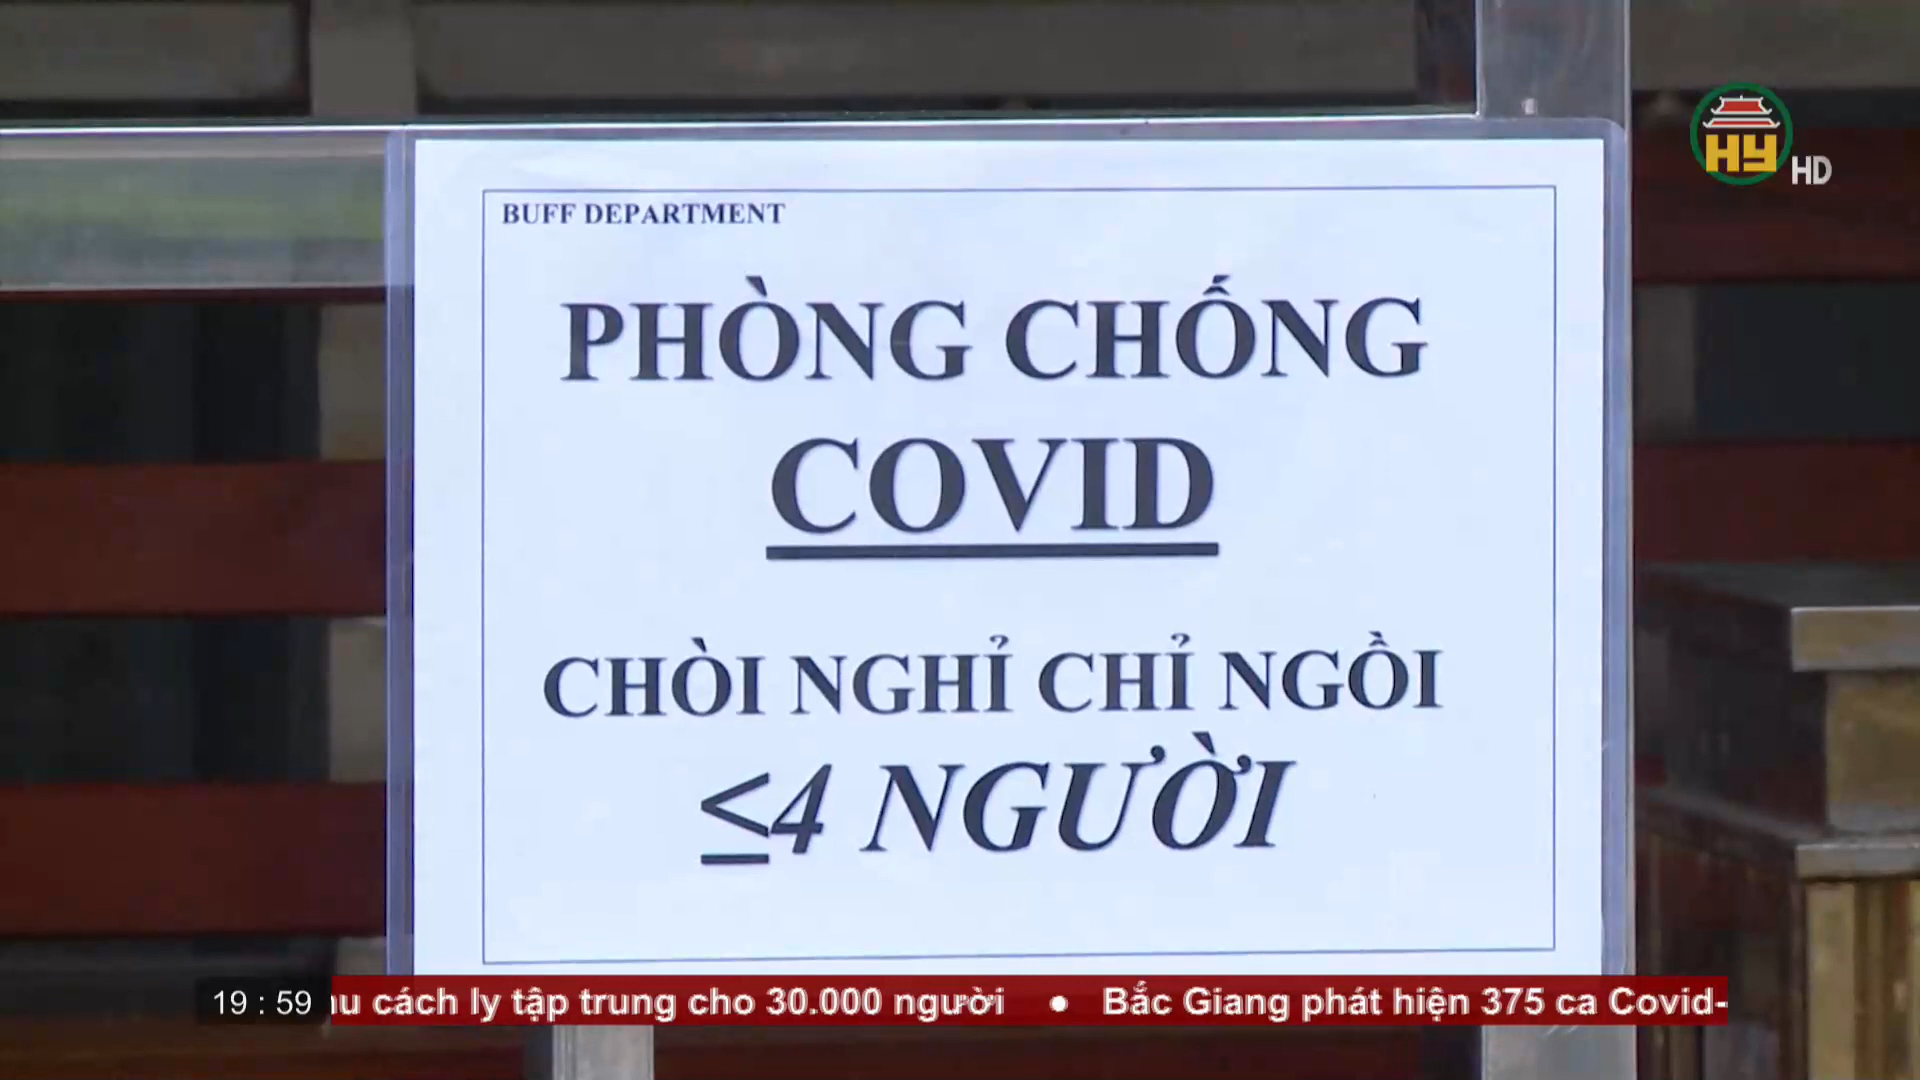 HY HD
BUFF DEPARTMENT
PHÒNG CHỐNG
COVID
CHÒI NGHỈ CHỈ NGỒI
≤4 NGƯỜI
19 : 59
cách ly tập trung cho 30.000 người • Bắc Giang phát hiện 375 ca Covid-